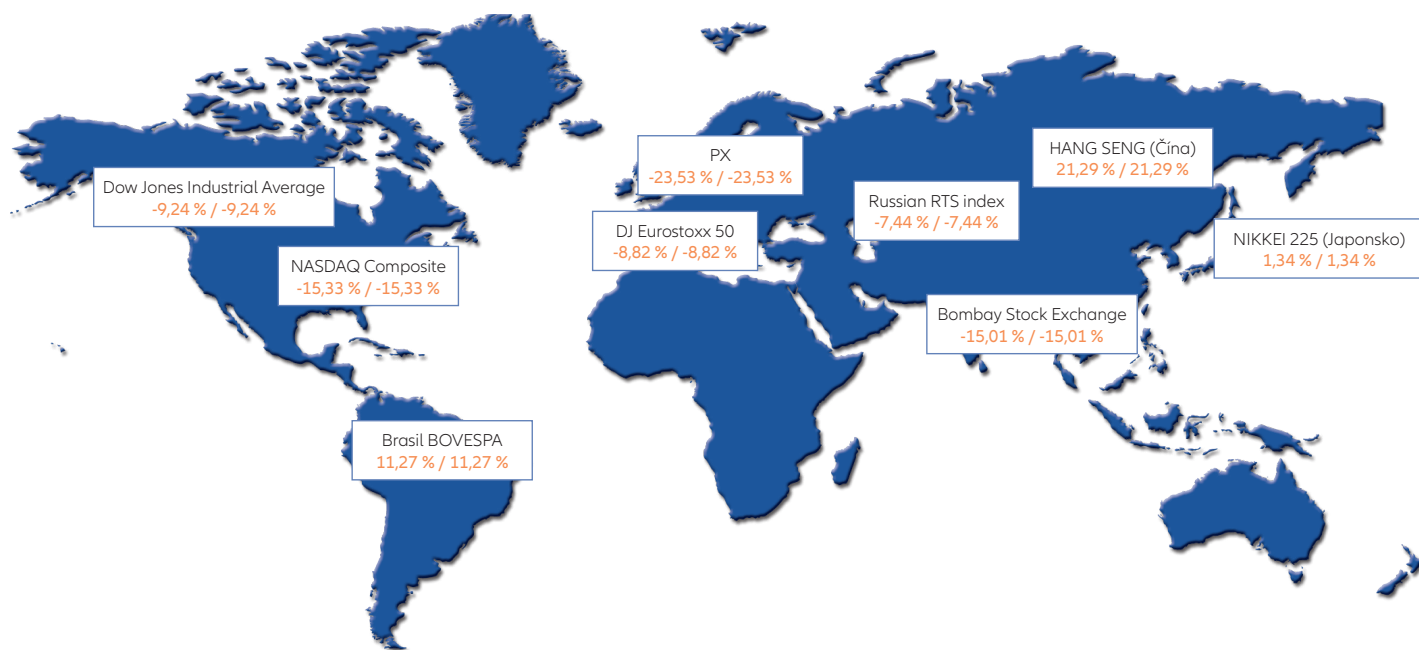 PX
-23,53 % / -23,53 %
HANG SENG (Čína)
21,29 % / 21,29 %
Dow Jones Industrial Average
-9,24 % / -9,24 %
Russian RTS index
-7,44 % / -7,44 %
DJ Eurostoxx 50
-8,82 % / -8,82 %
NIKKEI 225 (Japonsko)
1,34 % / 1,34 %
NASDAQ Composite
-15,33 % / -15,33 %
Bombay Stock Exchange
-15,01 % / -15,01 %
Brasil BOVESPA
11,27 % / 11,27 %